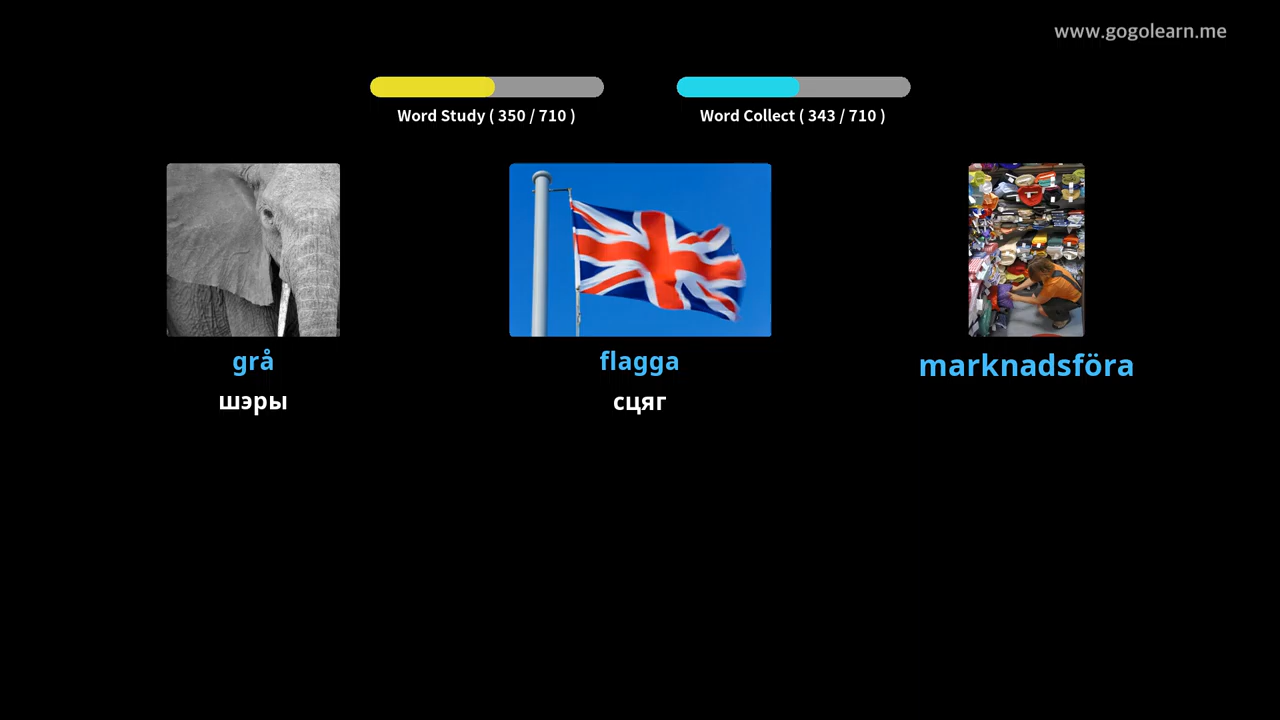 www.gogolearn.me
Word Study ( 350 / 710 )
Word Collect ( 343 / 710 )
grå
flagga
marknadsföra
шэры
сцяг